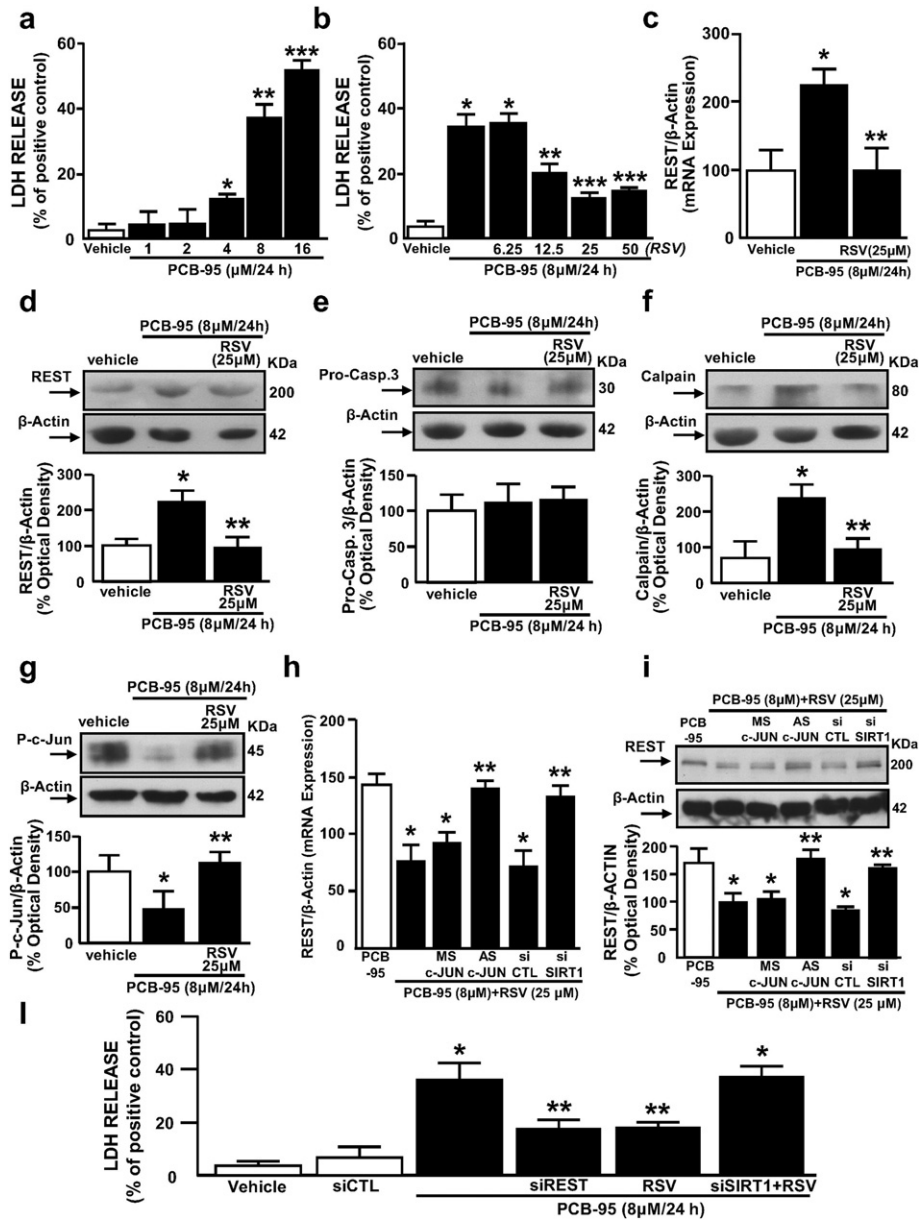 a
LDH RELEASE
(% of positive control)
60
40
20
0
*
**
***
Vehicle 1 2 4 8 16
PCB-95 (µM/24 h)
b
LDH RELEASE
(% of positive control)
60
40
20
0
* * ** *** ***
Vehicle 6.25 12.5 25 50 (RSV)
PCB-95 (8µM/24 h)
c
REST/β-Actin
(mRNA Expression)
300
200
100
0
*
**
Vehicle RSV(25µM)
PCB-95 (8µM/24h)
d
PCB-95 (8µM/24h)
RSV
vehicle (25µM) KDa
REST 200
β-Actin 42
REST/β-Actin
(% Optical Density)
300
200
100
0
*
**
vehicle RSV
25µM
PCB-95 (8µM/24 h)
e
PCB-95 (8µM/24h)
RSV
vehicle (25µM) KDa
Pro-Casp.3 30
β-Actin 42
Pro-Casp. 3/β-Actin
(% Optical Density)
150
100
50
0
vehicle RSV
25µM
PCB-95 (8µM/24 h)
f
PCB-95 (8µM/24h)
RSV
vehicle (25µM) KDa
Calpain 80
β-Actin 42
Calpain/β-Actin
(% Optical Density)
300
200
100
0
*
**
vehicle RSV
25µM
PCB-95 (8µM/24 h)
g
PCB-95 (8µM/24h)
RSV
vehicle 25µM KDa
P-c-Jun 45
β-Actin 42
P-c-Jun/β-Actin
(% Optical Density)
150
100
50
0
*
**
vehicle RSV
25µM
PCB-95 (8µM/24h)
h
REST/β-Actin (mRNA Expression)
200
150
100
50
0
* * ** * **
PCB MS AS si si
-95 c-JUN c-JUN CTL SIRT1
PCB-95 (8µM)+RSV (25 µM)
i
PCB-95 (8µM)+RSV (25µM)
PCB MS AS si si
-95 c-JUN c-JUN CTL SIRT1 KDa
REST 200
β-Actin 42
REST/β-ACTIN
(% Optical Density)
200
150
100
50
0
* * ** * **
PCB MS AS si si
-95 c-JUN c-JUN CTL SIRT1
PCB-95 (8µM)+RSV (25 µM)
l
LDH RELEASE
(% of positive control)
60
40
20
0
* ** ** *
Vehicle siCTL siREST RSV siSIRT1+RSV
PCB-95 (8µM/24 h)